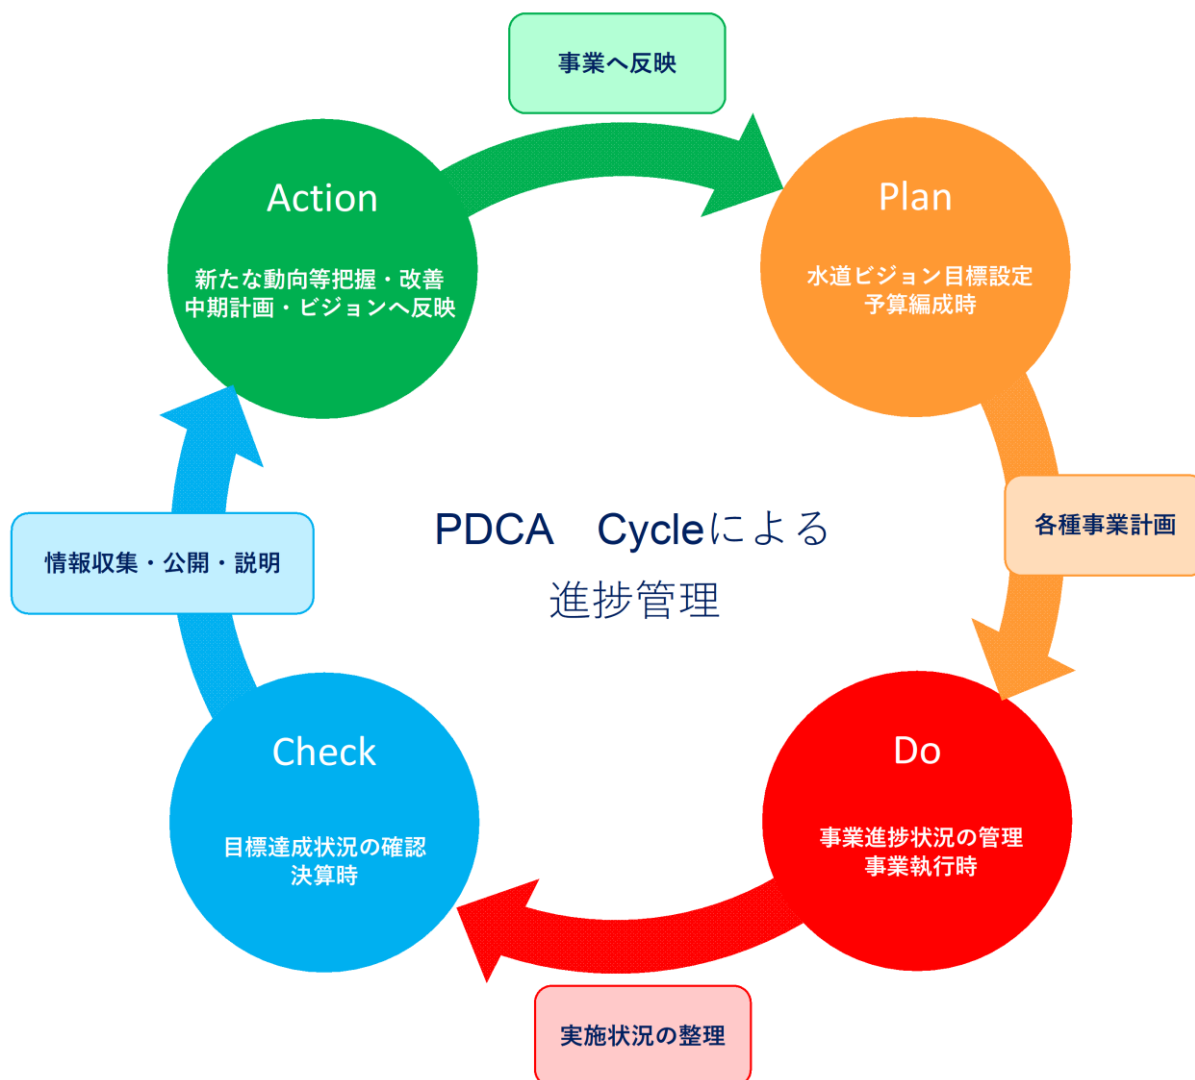 事業へ反映
Action
新たな動向等把握・改善
中期計画・ビジョンへ反映
Plan
水道ビジョン目標設定
予算編成時
各種事業計画
PDCA　Cycleによる
進捗管理
情報収集・公開・説明
Check
目標達成状況の確認
決算時
Do
事業進捗状況の管理
事業執行時
実施状況の整理